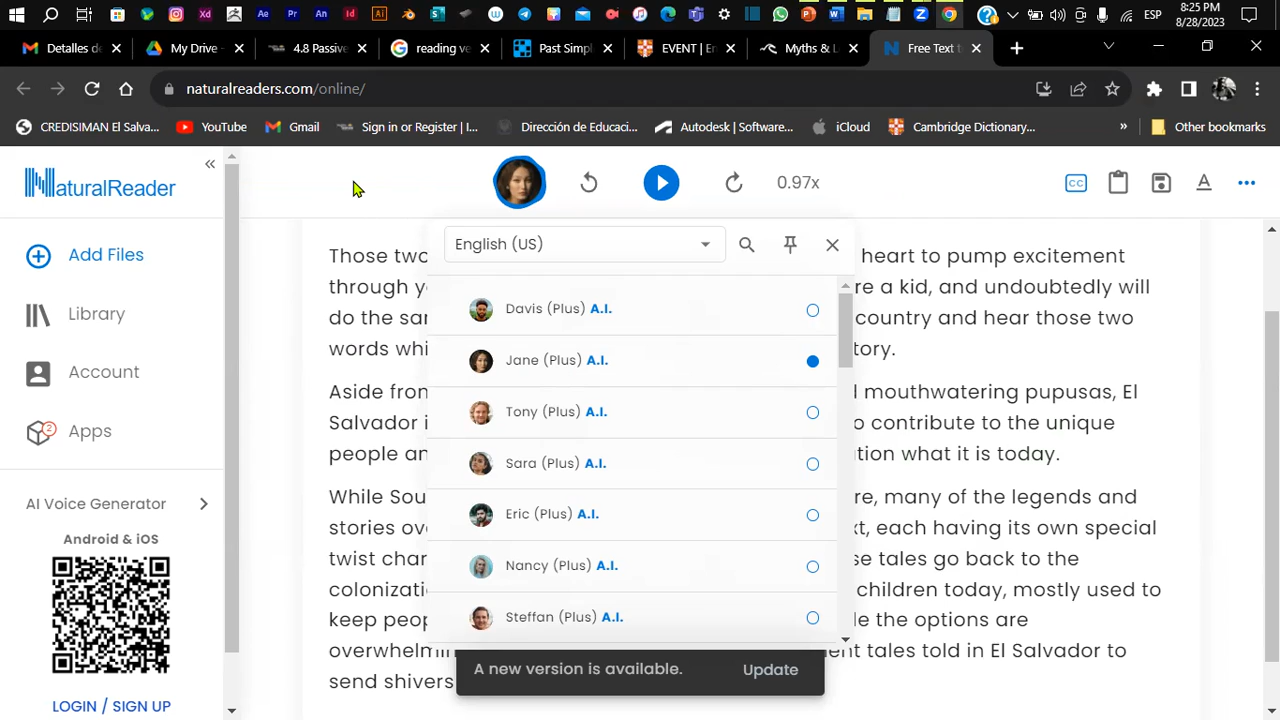 ESP
8:25 PM
8/28/2023
Detalles de
My Drive -
4.8 Passive
reading ve
Past Simpl
EVENT | En
Myths & L
Free Text
naturalreaders.com/online/
CREDISIMAN El Salva...
YouTube
Gmail
Sign in or Register | I...
Dirección de Educaci...
Autodesk | Software...
iCloud
Cambridge Dictionary...
Other bookmarks
NaturalReader
0.97x
CC
A
Add Files
Library
Account
Apps
2
AI Voice Generator
Android & iOS
LOGIN / SIGN UP
English (US)
Davis (Plus) A.I.
Jane (Plus) A.I.
Tony (Plus) A.I.
Sara (Plus) A.I.
Eric (Plus) A.I.
Nancy (Plus) A.I.
Steffan (Plus) A.I.
A new version is available. Update
Those two heart to pump excitement
through y re a kid, and undoubtedly will
do the sam country and hear those two
words whi tory.
Aside from d mouthwatering pupusas, El
Salvador i o contribute to the unique
people an ation what it is today.
While Sou re, many of the legends and
stories ov xt, each having its own special
twist char se tales go back to the
colonizati children today, mostly used to
keep peop le the options are
overwhelmin ent tales told in El Salvador to
send shivers